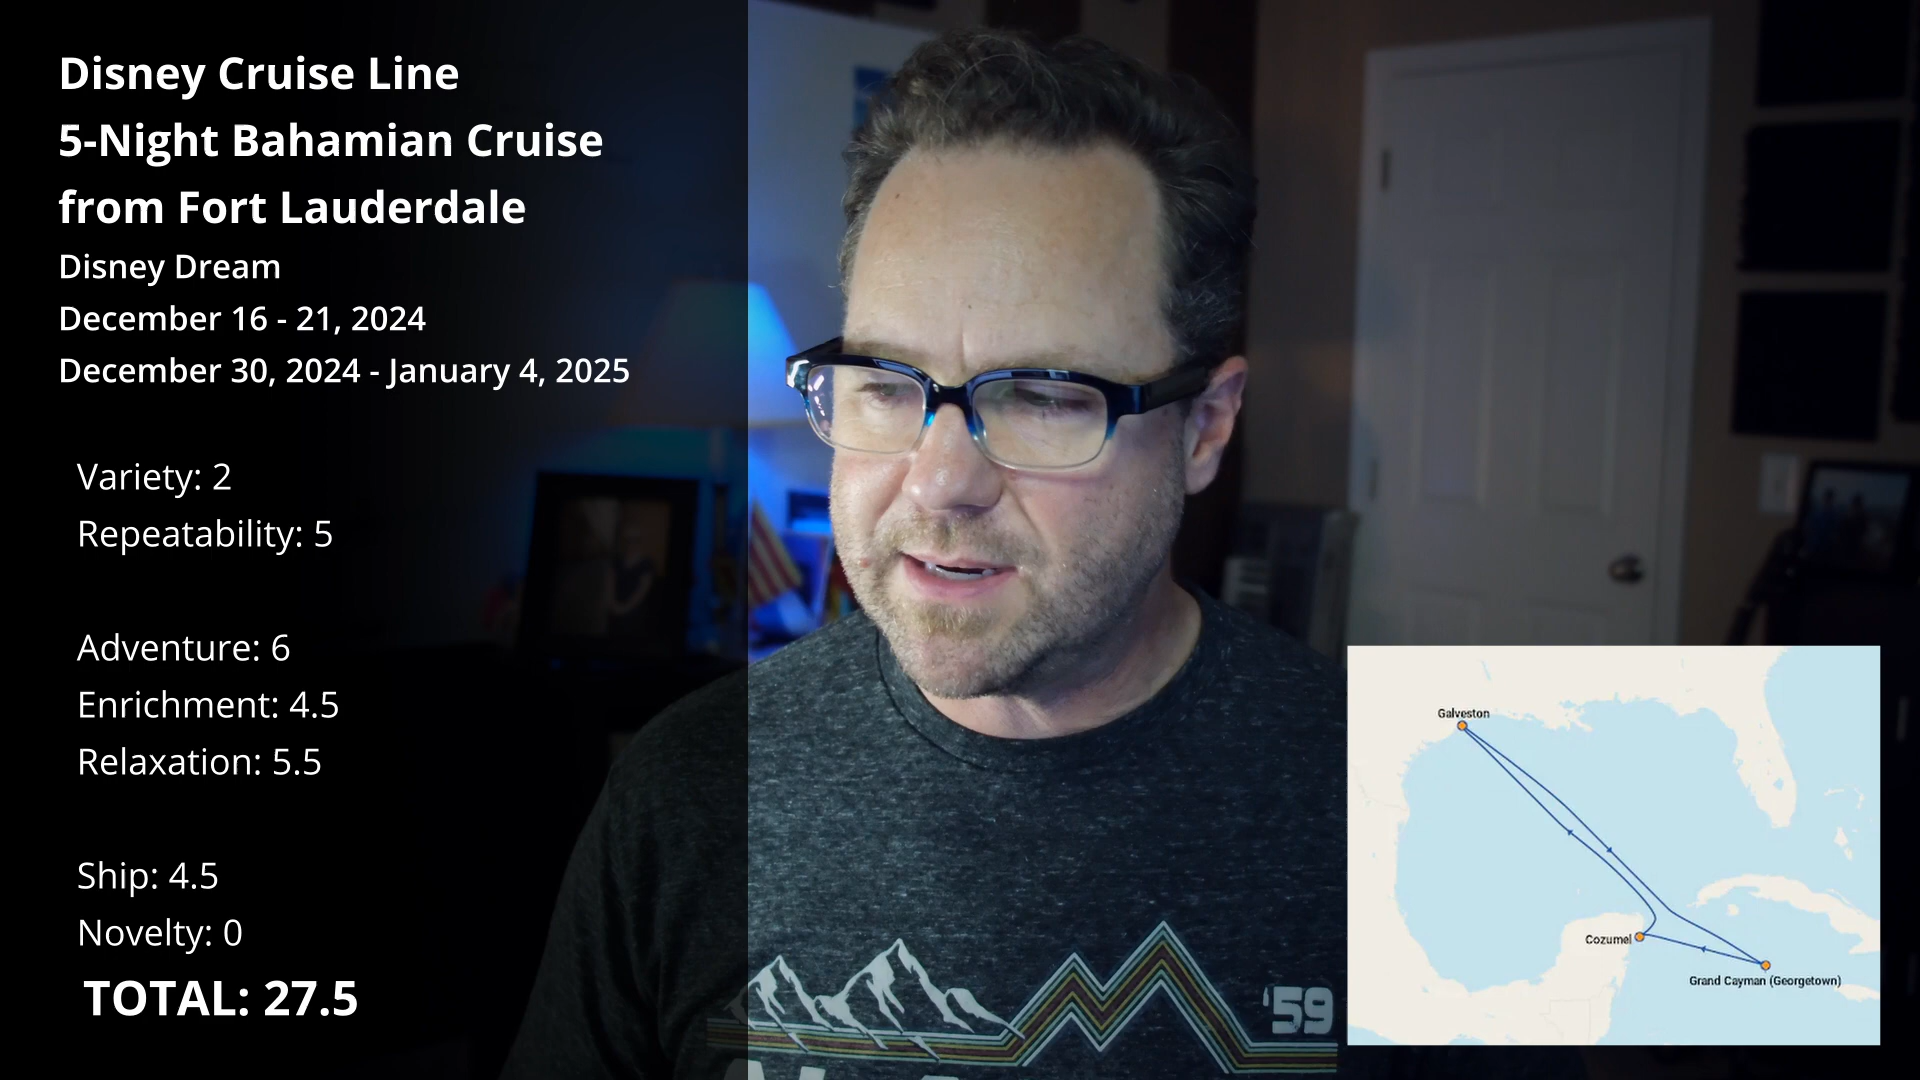 Disney Cruise Line
5-Night Bahamian Cruise
from Fort Lauderdale
Disney Dream
December 16 - 21, 2024
December 30, 2024 - January 4, 2025
Variety: 2
Repeatability: 5
Adventure: 6
Enrichment: 4.5
Relaxation: 5.5
Ship: 4.5
Novelty: 0
TOTAL: 27.5
'59
Galveston
Cozumel
Grand Cayman (Georgetown)